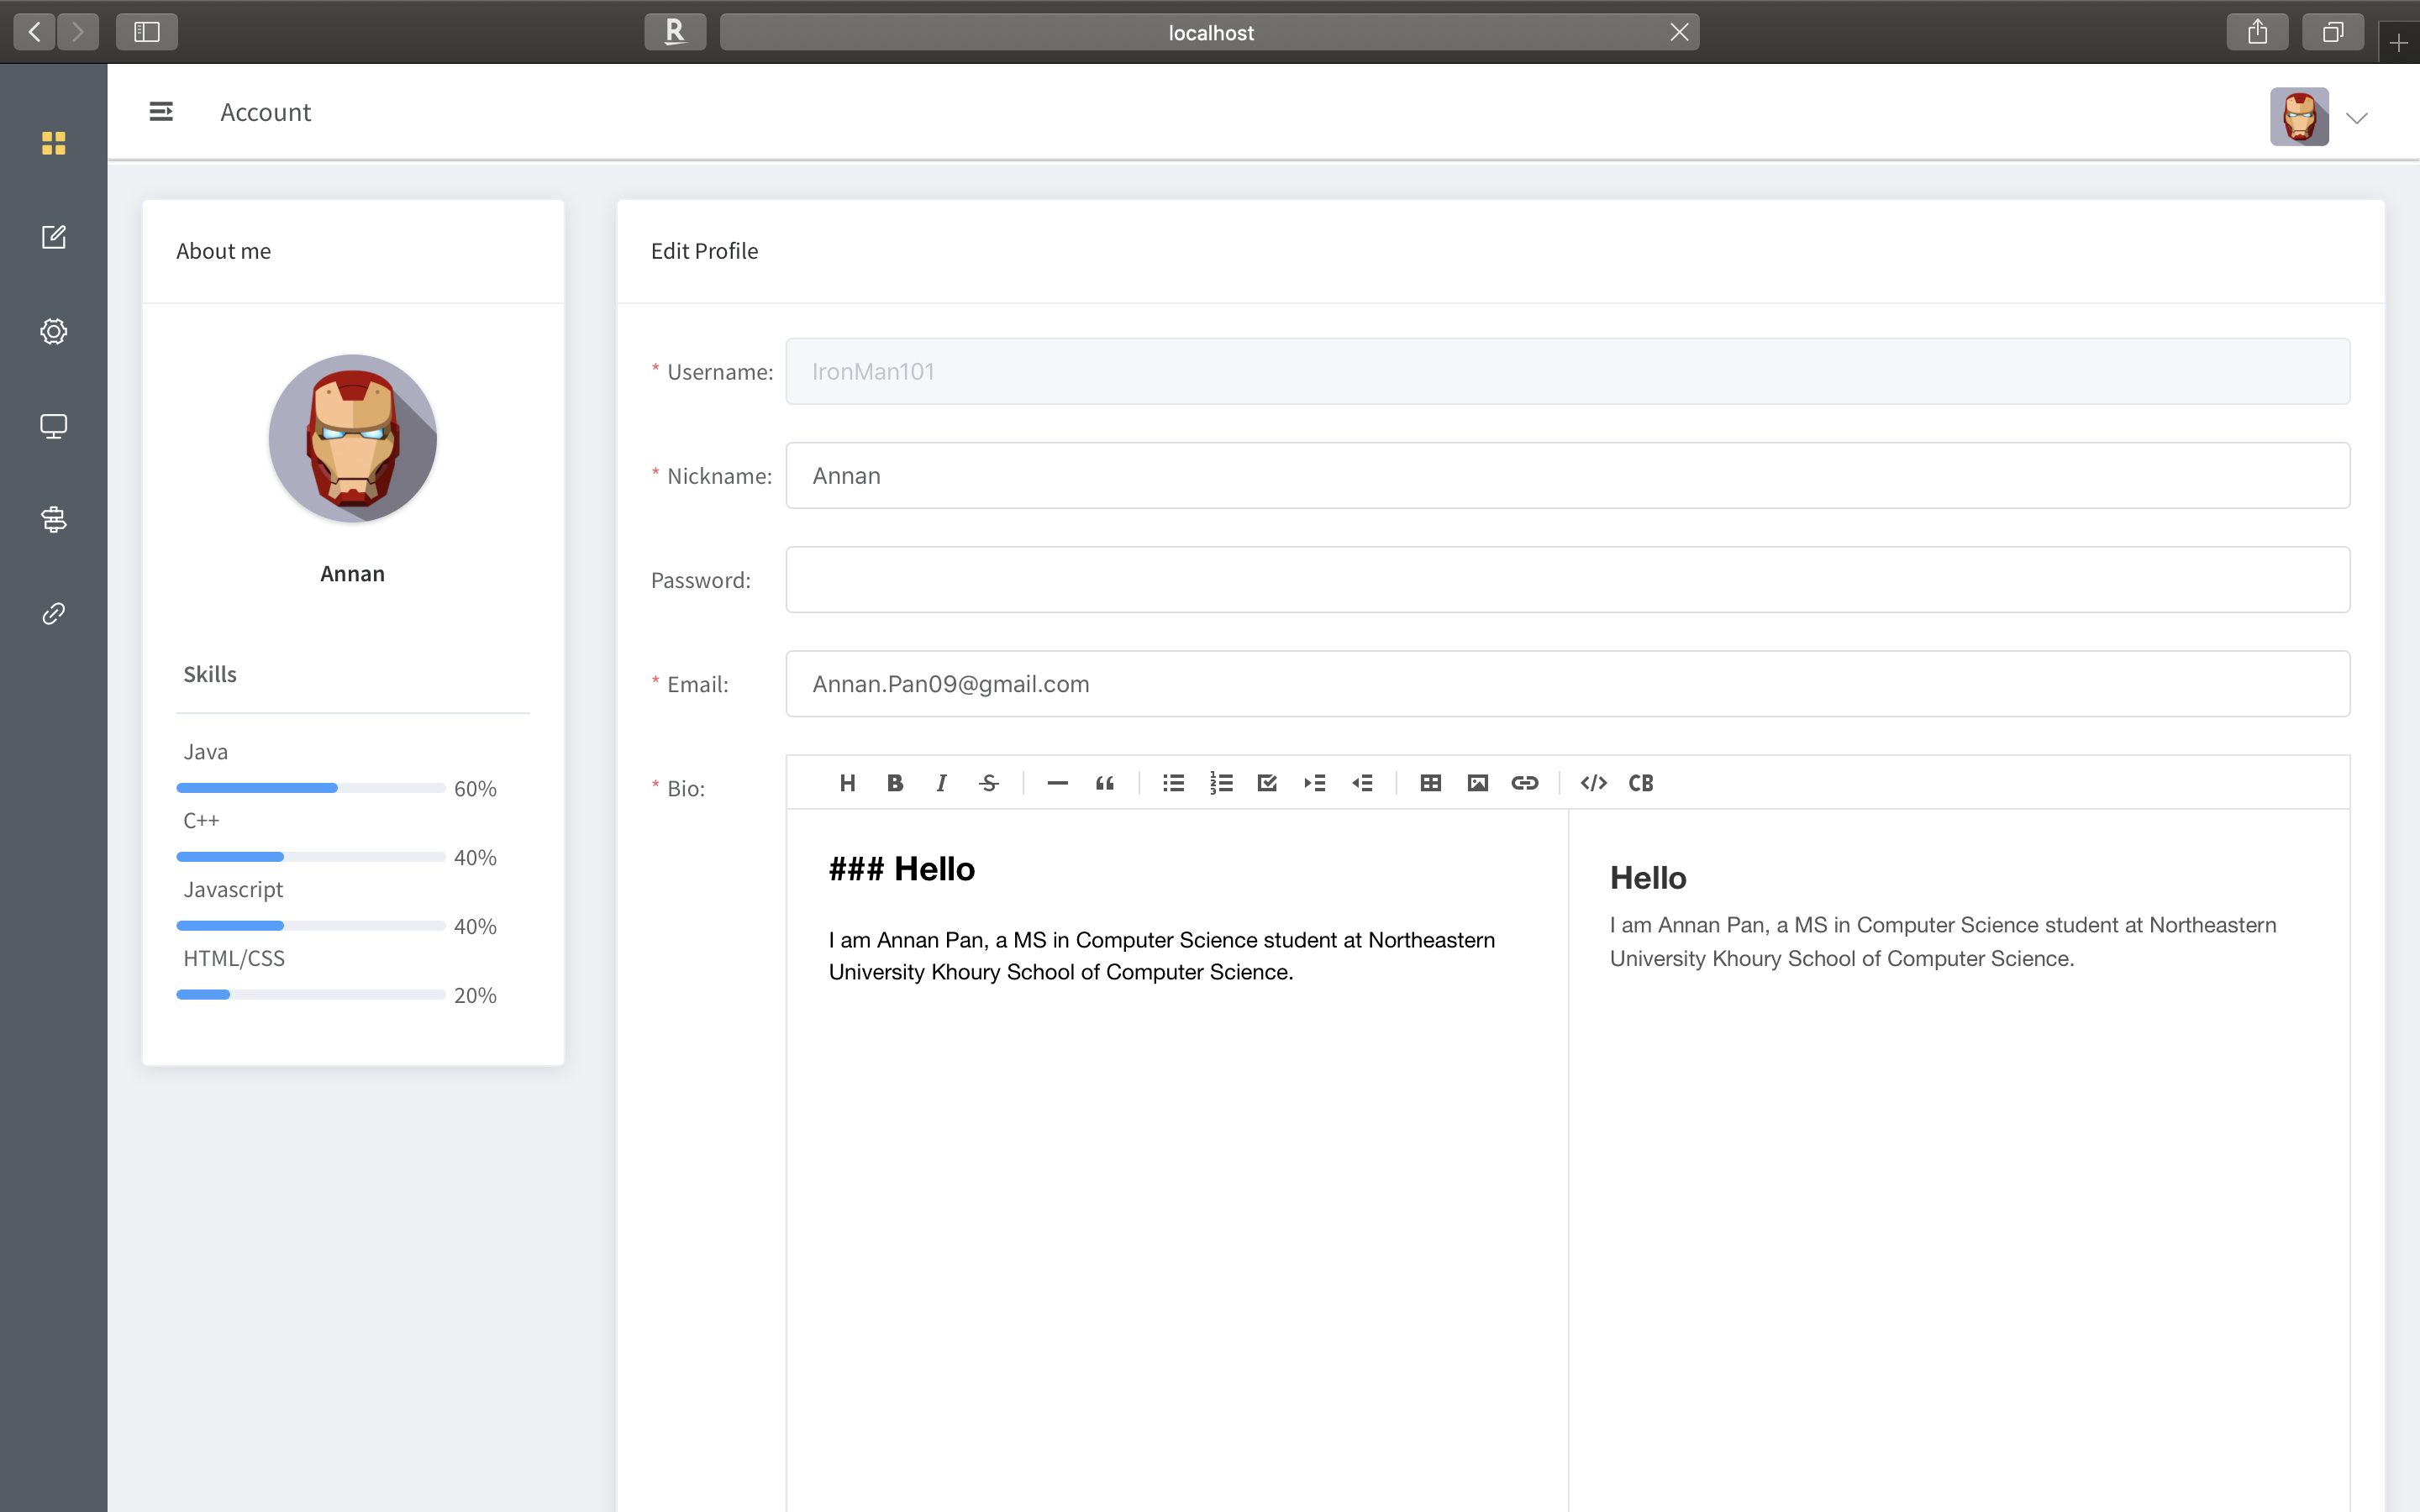 R
localhost
Account
About me
Annan
Skills
Java
60%
C++
40%
Javascript
40%
HTML/CSS
20%
Edit Profile
* Username: IronMan101
* Nickname: Annan
Password:
* Email: Annan.Pan09@gmail.com
* Bio:
H B I S </> CB
### Hello
I am Annan Pan, a MS in Computer Science student at Northeastern
University Khoury School of Computer Science.
Hello
I am Annan Pan, a MS in Computer Science student at Northeastern
University Khoury School of Computer Science.